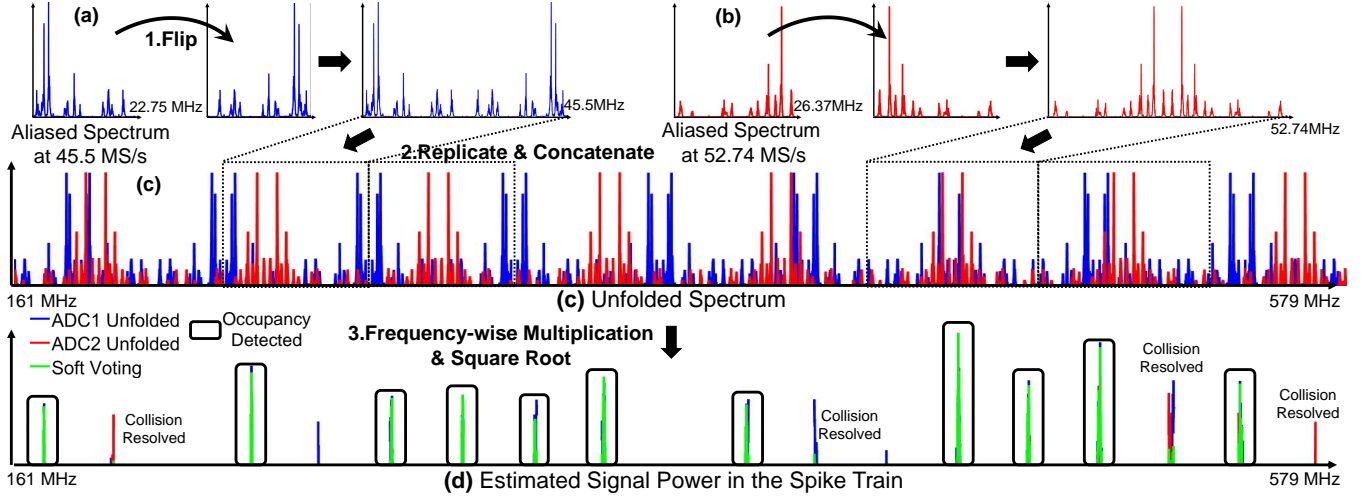 (a)
1.Flip
22.75 MHz
45.5MHz
Aliased Spectrum
at 45.5 MS/s
(b)
26.37MHz
52.74MHz
Aliased Spectrum
at 52.74 MS/s
2.Replicate & Concatenate
(c)
161 MHz
(c) Unfolded Spectrum
579 MHz
ADC1 Unfolded
ADC2 Unfolded
Soft Voting
Occupancy
Detected
3.Frequency-wise Multiplication
& Square Root
Collision
Resolved
Collision
Resolved
Collision
Resolved
Collision
Resolved
161 MHz
(d) Estimated Signal Power in the Spike Train
579 MHz